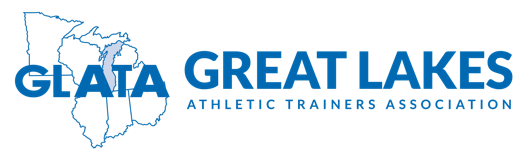 GLATA
GREAT LAKES
ATHLETIC TRAINERS ASSOCIATION